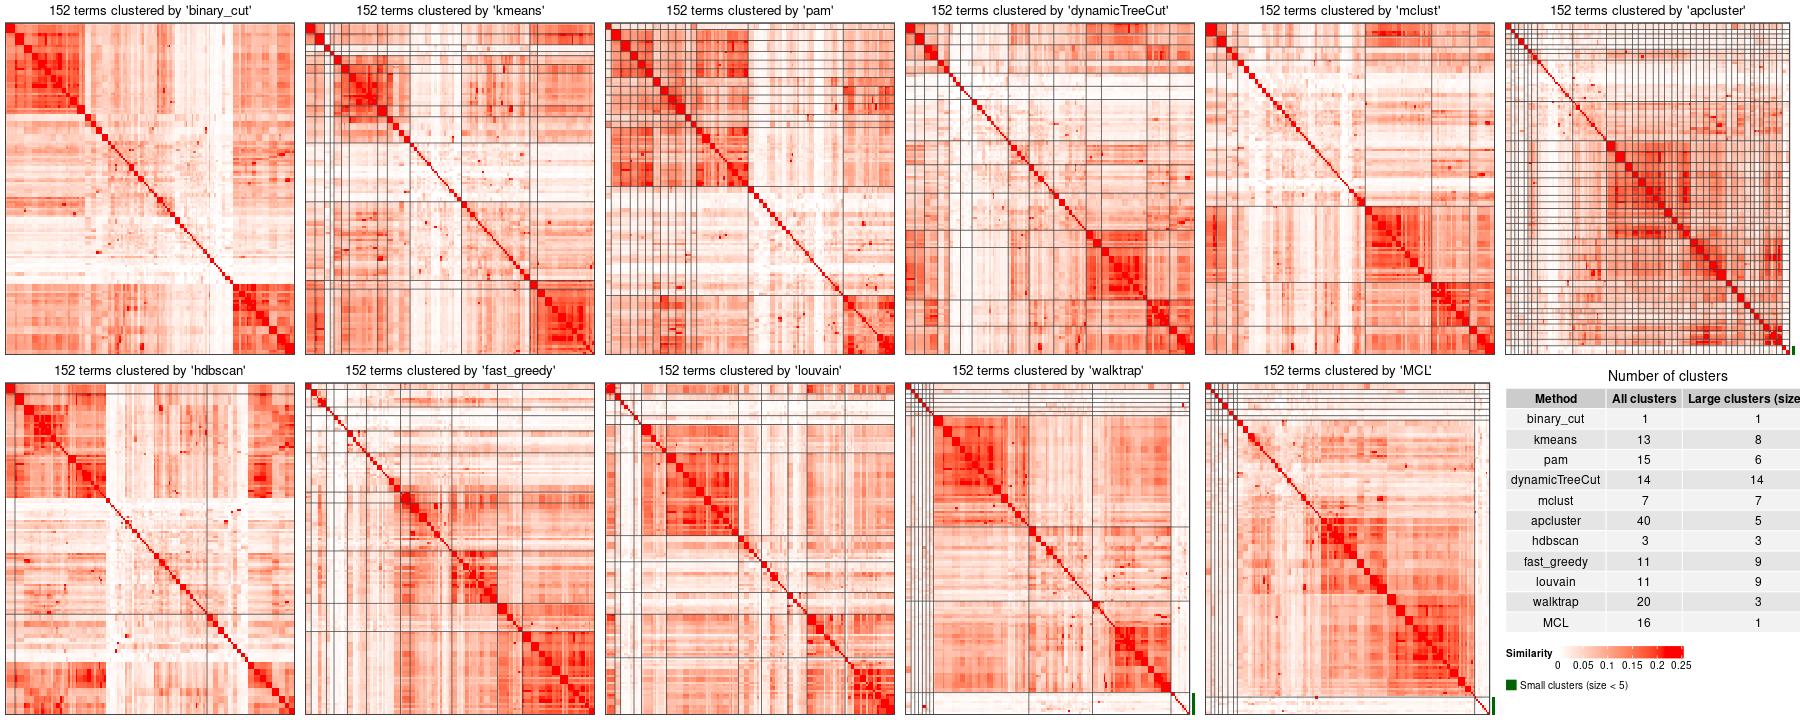 152 terms clustered by 'binary_cut'
152 terms clustered by 'kmeans'
152 terms clustered by 'pam'
152 terms clustered by 'dynamicTreeCut'
152 terms clustered by 'mclust'
152 terms clustered by 'apcluster'
152 terms clustered by 'hdbscan'
152 terms clustered by 'fast_greedy'
152 terms clustered by 'louvain'
152 terms clustered by 'walktrap'
152 terms clustered by 'MCL'
Number of clusters
Method All clusters Large clusters (size
binary_cut 1 1
kmeans 13 8
pam 15 6
dynamicTreeCut 14 14
mclust 7 7
apcluster 40 5
hdbscan 3 3
fast_greedy 11 9
louvain 11 9
walktrap 20 3
MCL 16 1
Similarity
0 0.05 0.1 0.15 0.2 0.25
Small clusters (size < 5)